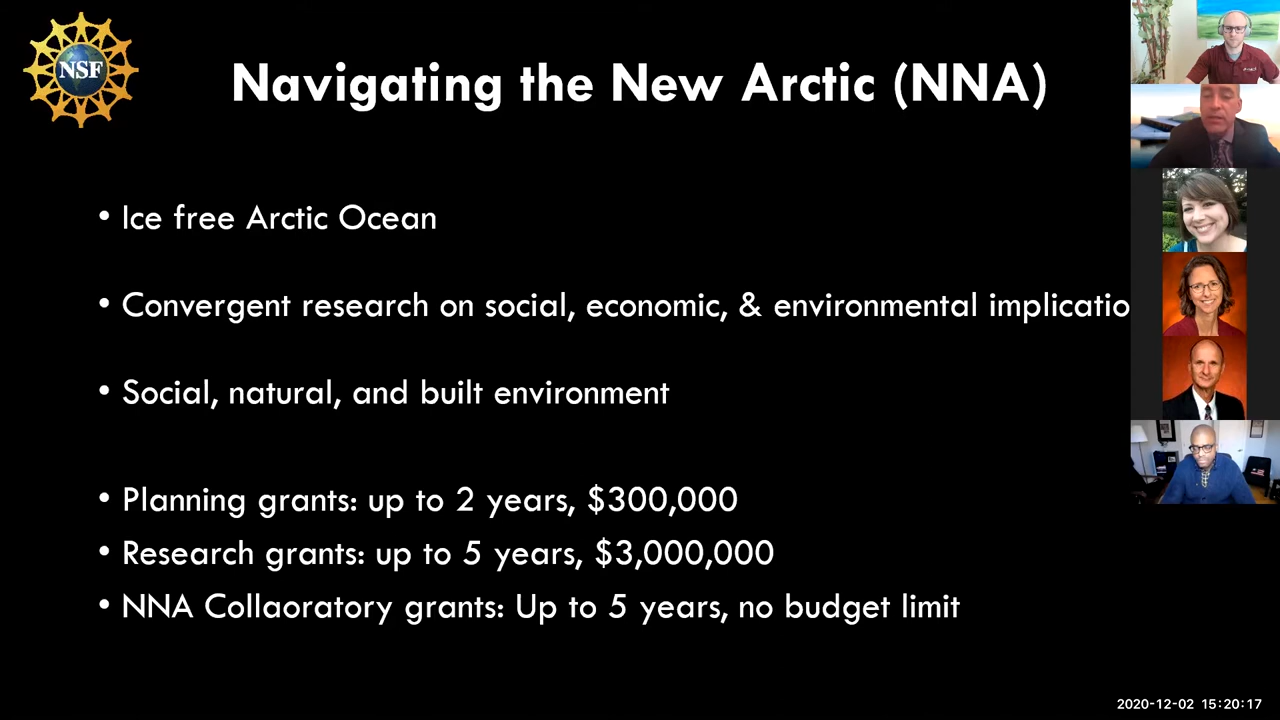 NSF
Navigating the New Arctic (NNA)
• Ice free Arctic Ocean
• Convergent research on social, economic, & environmental implicatio
• Social, natural, and built environment
• Planning grants: up to 2 years, $300,000
• Research grants: up to 5 years, $3,000,000
• NNA Collaoratory grants: Up to 5 years, no budget limit
2020-12-02 15:20:17